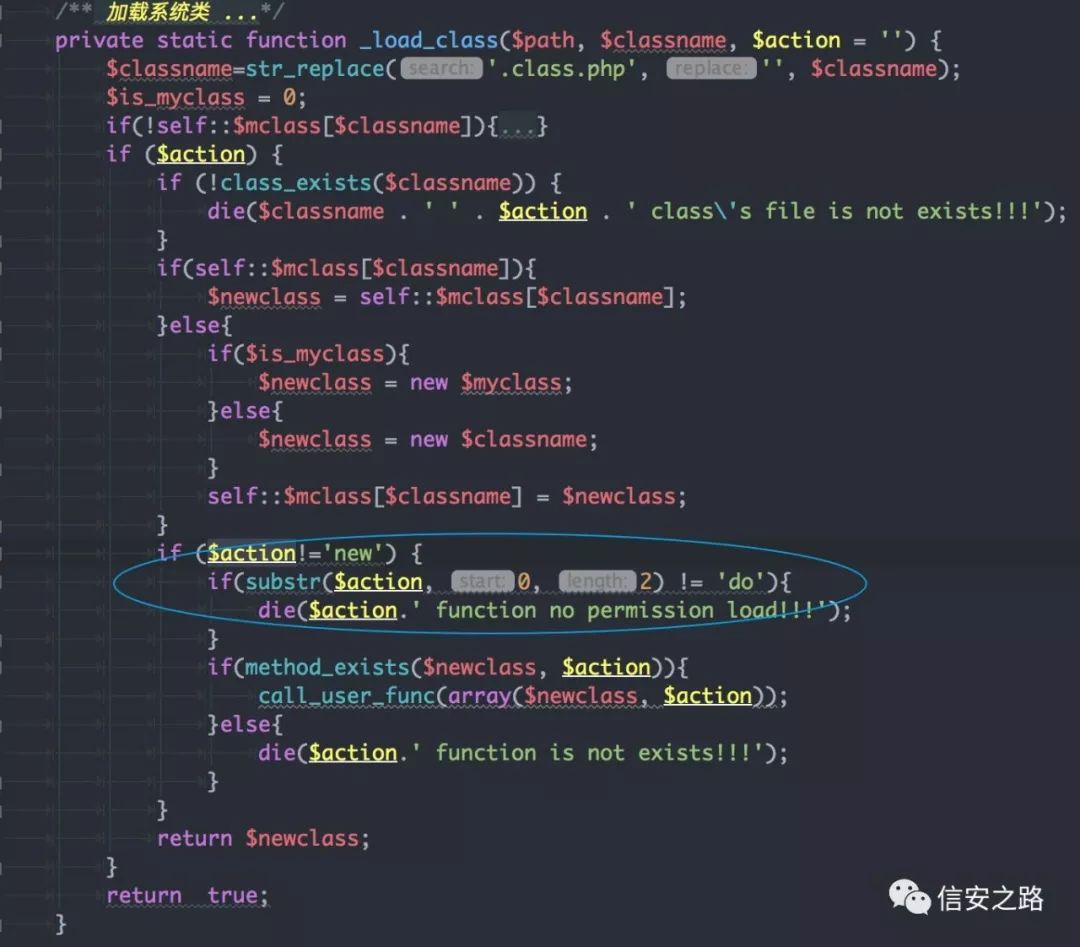 /** 加载系统类 ...*/
private static function _load_class($path, $classname, $action = '') {
$classname=str_replace( search: '.class.php', replace: '', $classname);
$is_myclass = 0;
if(!self::$mclass[$classname]){...}
if ($action) {
if (!class_exists($classname)) {
die($classname . ' ' . $action . ' class\'s file is not exists!!!');
}
if(self::$mclass[$classname]){
$newclass = self::$mclass[$classname];
}else{
if($is_myclass){
$newclass = new $myclass;
}else{
$newclass = new $classname;
}
self::$mclass[$classname] = $newclass;
}
if ($action!='new') {
if(substr($action, start: 0, length: 2) != 'do'){
die($action.' function no permission load!!!');
}
if(method_exists($newclass, $action)){
call_user_func(array($newclass, $action));
}else{
die($action.' function is not exists!!!');
}
}
return $newclass;
}
return true;
}
信安之路